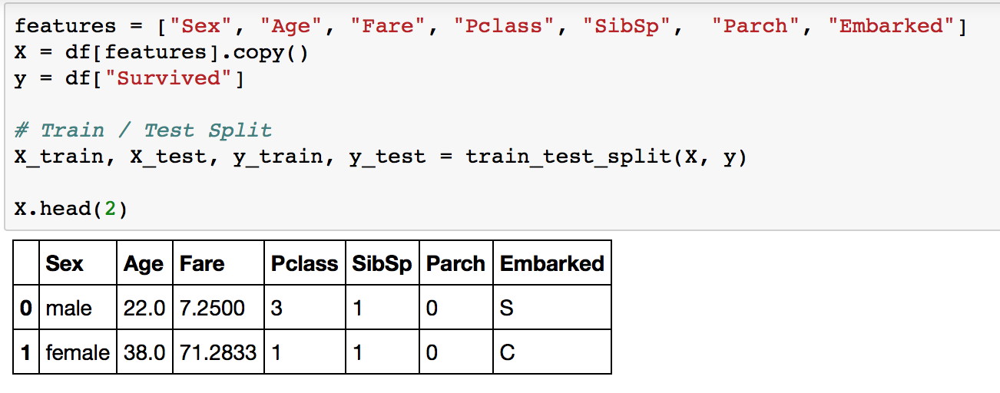 features = ["Sex", "Age", "Fare", "Pclass", "SibSp",  "Parch", "Embarked"]
X = df[features].copy()
y = df["Survived"]
# Train / Test Split
X_train, X_test, y_train, y_test = train_test_split(X, y)
X.head(2)
Sex Age Fare Pclass SibSp Parch Embarked
0 male 22.0 7.2500 3 1 0 S
1 female 38.0 71.2833 1 1 0 C